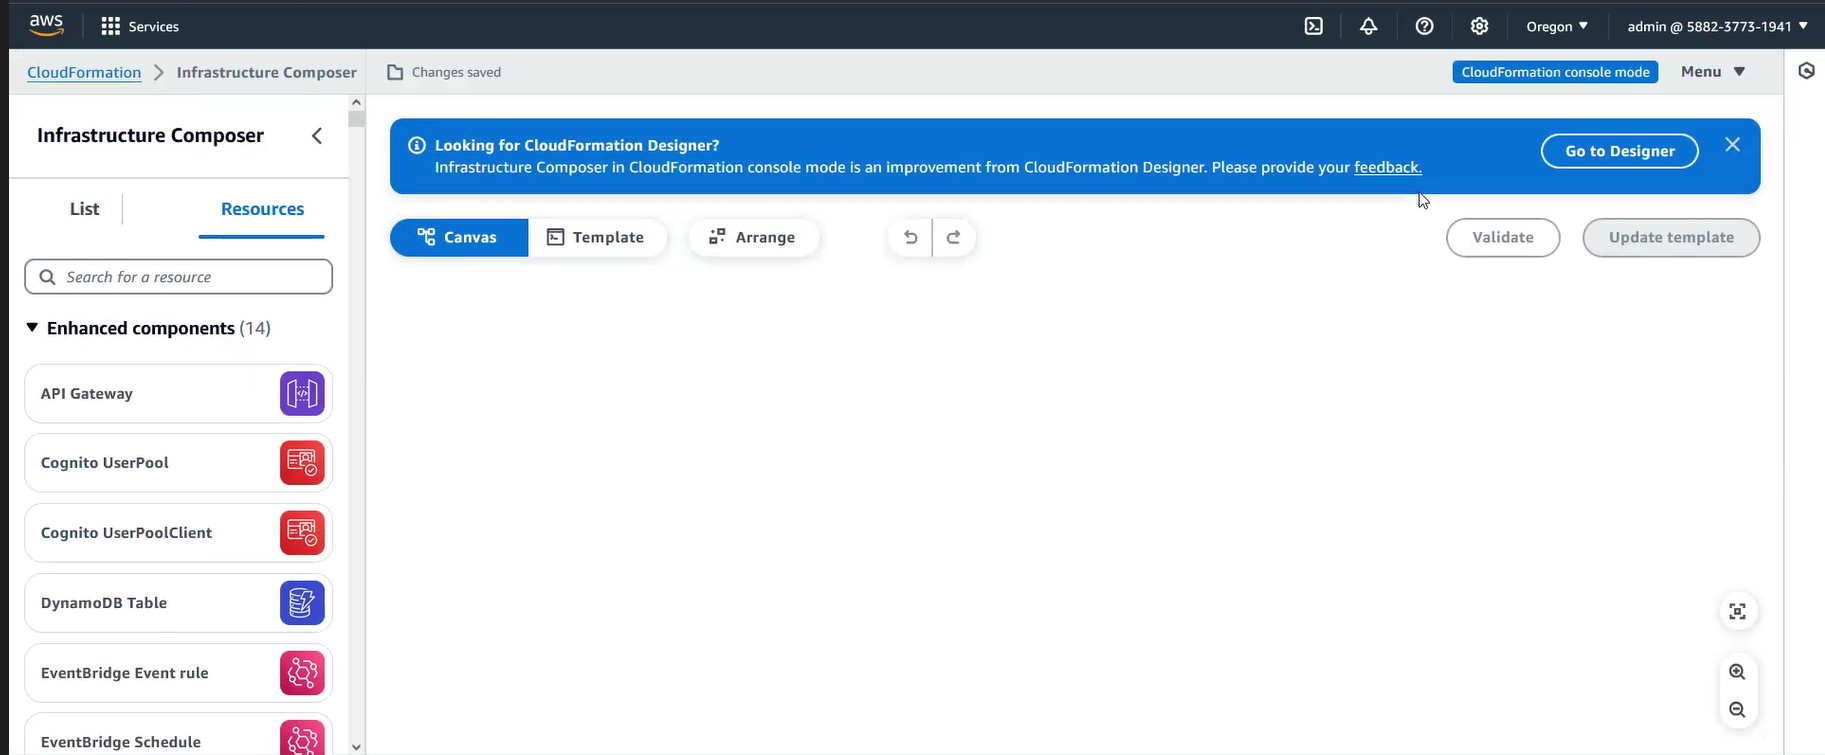 aws Services Oregon ▼ admin @ 5882-3773-1941 ▼
CloudFormation > Infrastructure Composer Changes saved CloudFormation console mode Menu ▼
Infrastructure Composer
List Resources
Search for a resource
▼ Enhanced components (14)
API Gateway
Cognito UserPool
Cognito UserPoolClient
DynamoDB Table
EventBridge Event rule
EventBridge Schedule
Looking for CloudFormation Designer?
Infrastructure Composer in CloudFormation console mode is an improvement from CloudFormation Designer. Please provide your feedback.
Go to Designer
Canvas Template Arrange Validate Update template